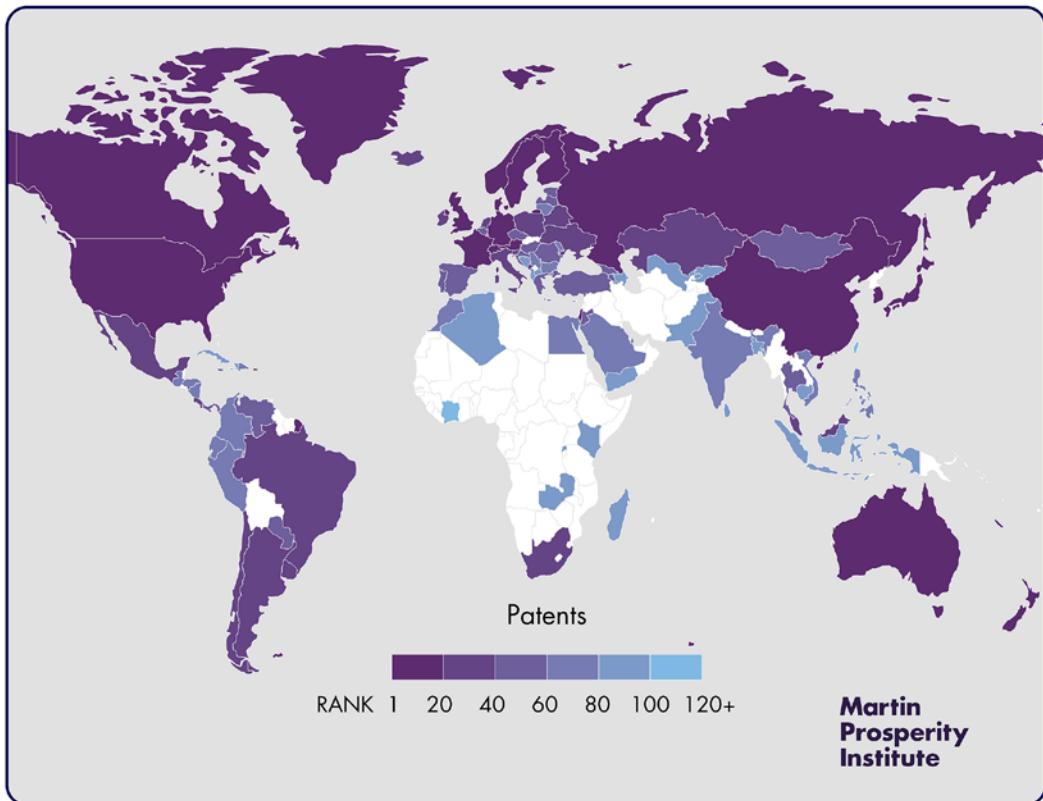 Patents
RANK 1 20 40 60 80 100 120+
Martin
Prosperity
Institute